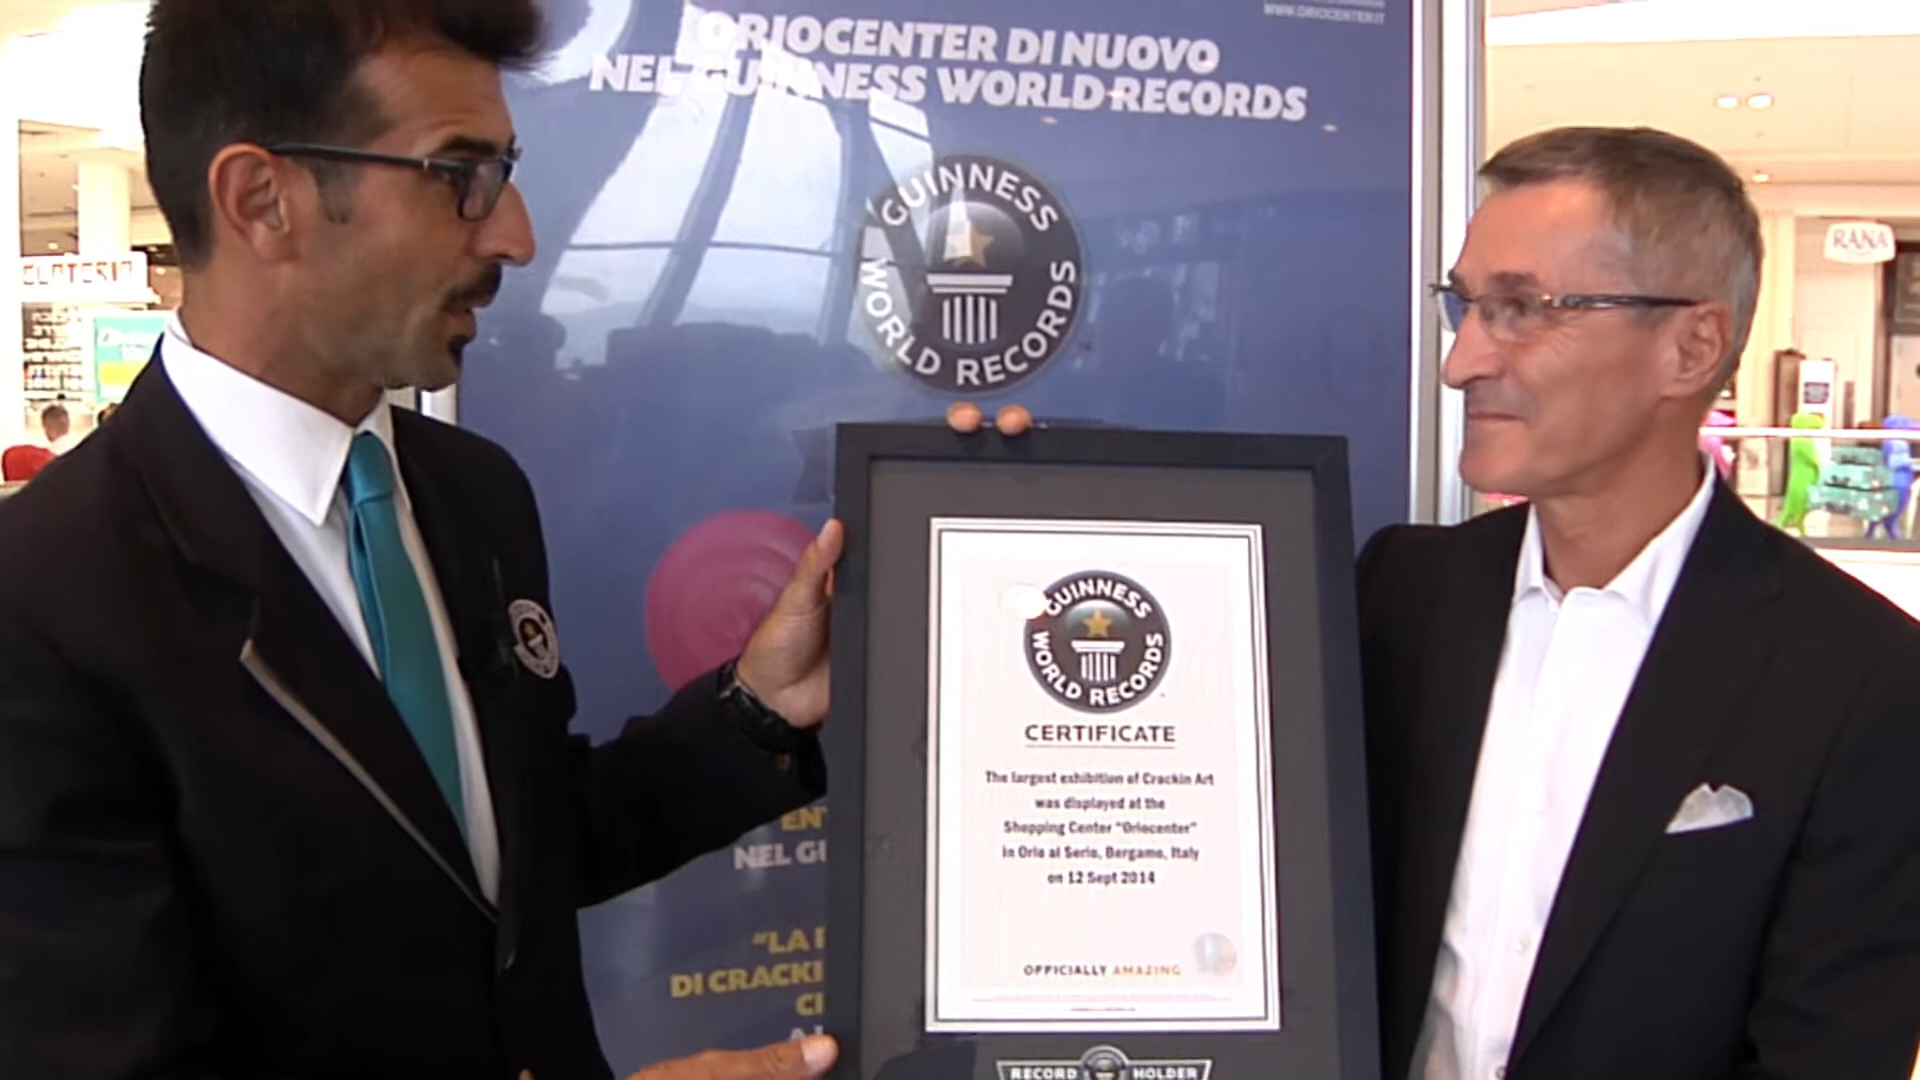 WWW.ORIOCENTER.IT
ORIOCENTER DI NUOVO
NEL GUINNESS WORLD RECORDS
GUINNESS
WORLD RECORDS
RANA
GUINNESS
WORLD RECORDS
CERTIFICATE
The largest exhibition of Crackin Art
was displayed at the
Shopping Center "Oriocenter"
in Orio al Serio, Bergamo, Italy
on 12 Sept 2014
OFFICIALLY AMAZING
RECORD HOLDER
NEL
"LA
DI CRACKI